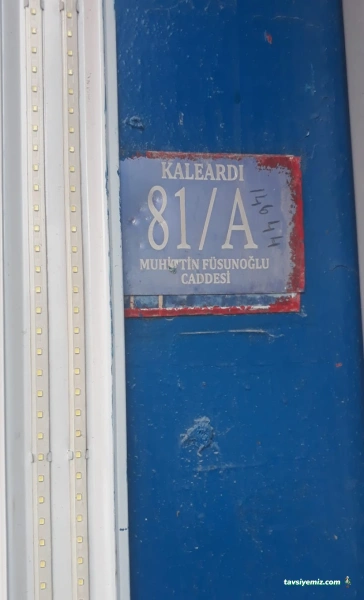 KALEARDI
81/A
MUHİTTİN FÜSUNOĞLU
CADDESİ
tavsiyemiz.com